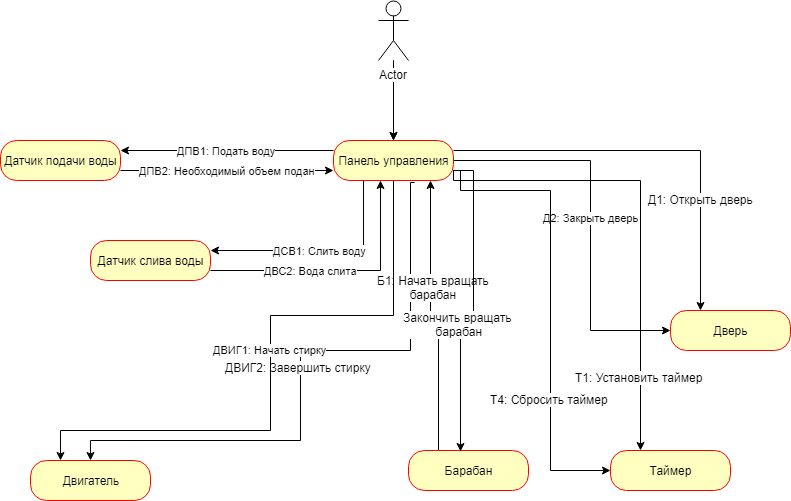 Actor
ДПВ1: Подать воду
Датчик подачи воды
Панель управления
ДПВ2: Необходимый объем подан
Д1: Открыть дверь
Д2: Закрыть дверь
ДСВ1: Слить воду
Датчик слива воды
ДВС2: Вода слита
Б1: Начать вращать
барабан
Закончить вращать
барабан
Дверь
ДВИГ1: Начать стирку
ДВИГ2: Завершить стирку
Т1: Установить таймер
Т4: Сбросить таймер
Двигатель
Барабан
Таймер